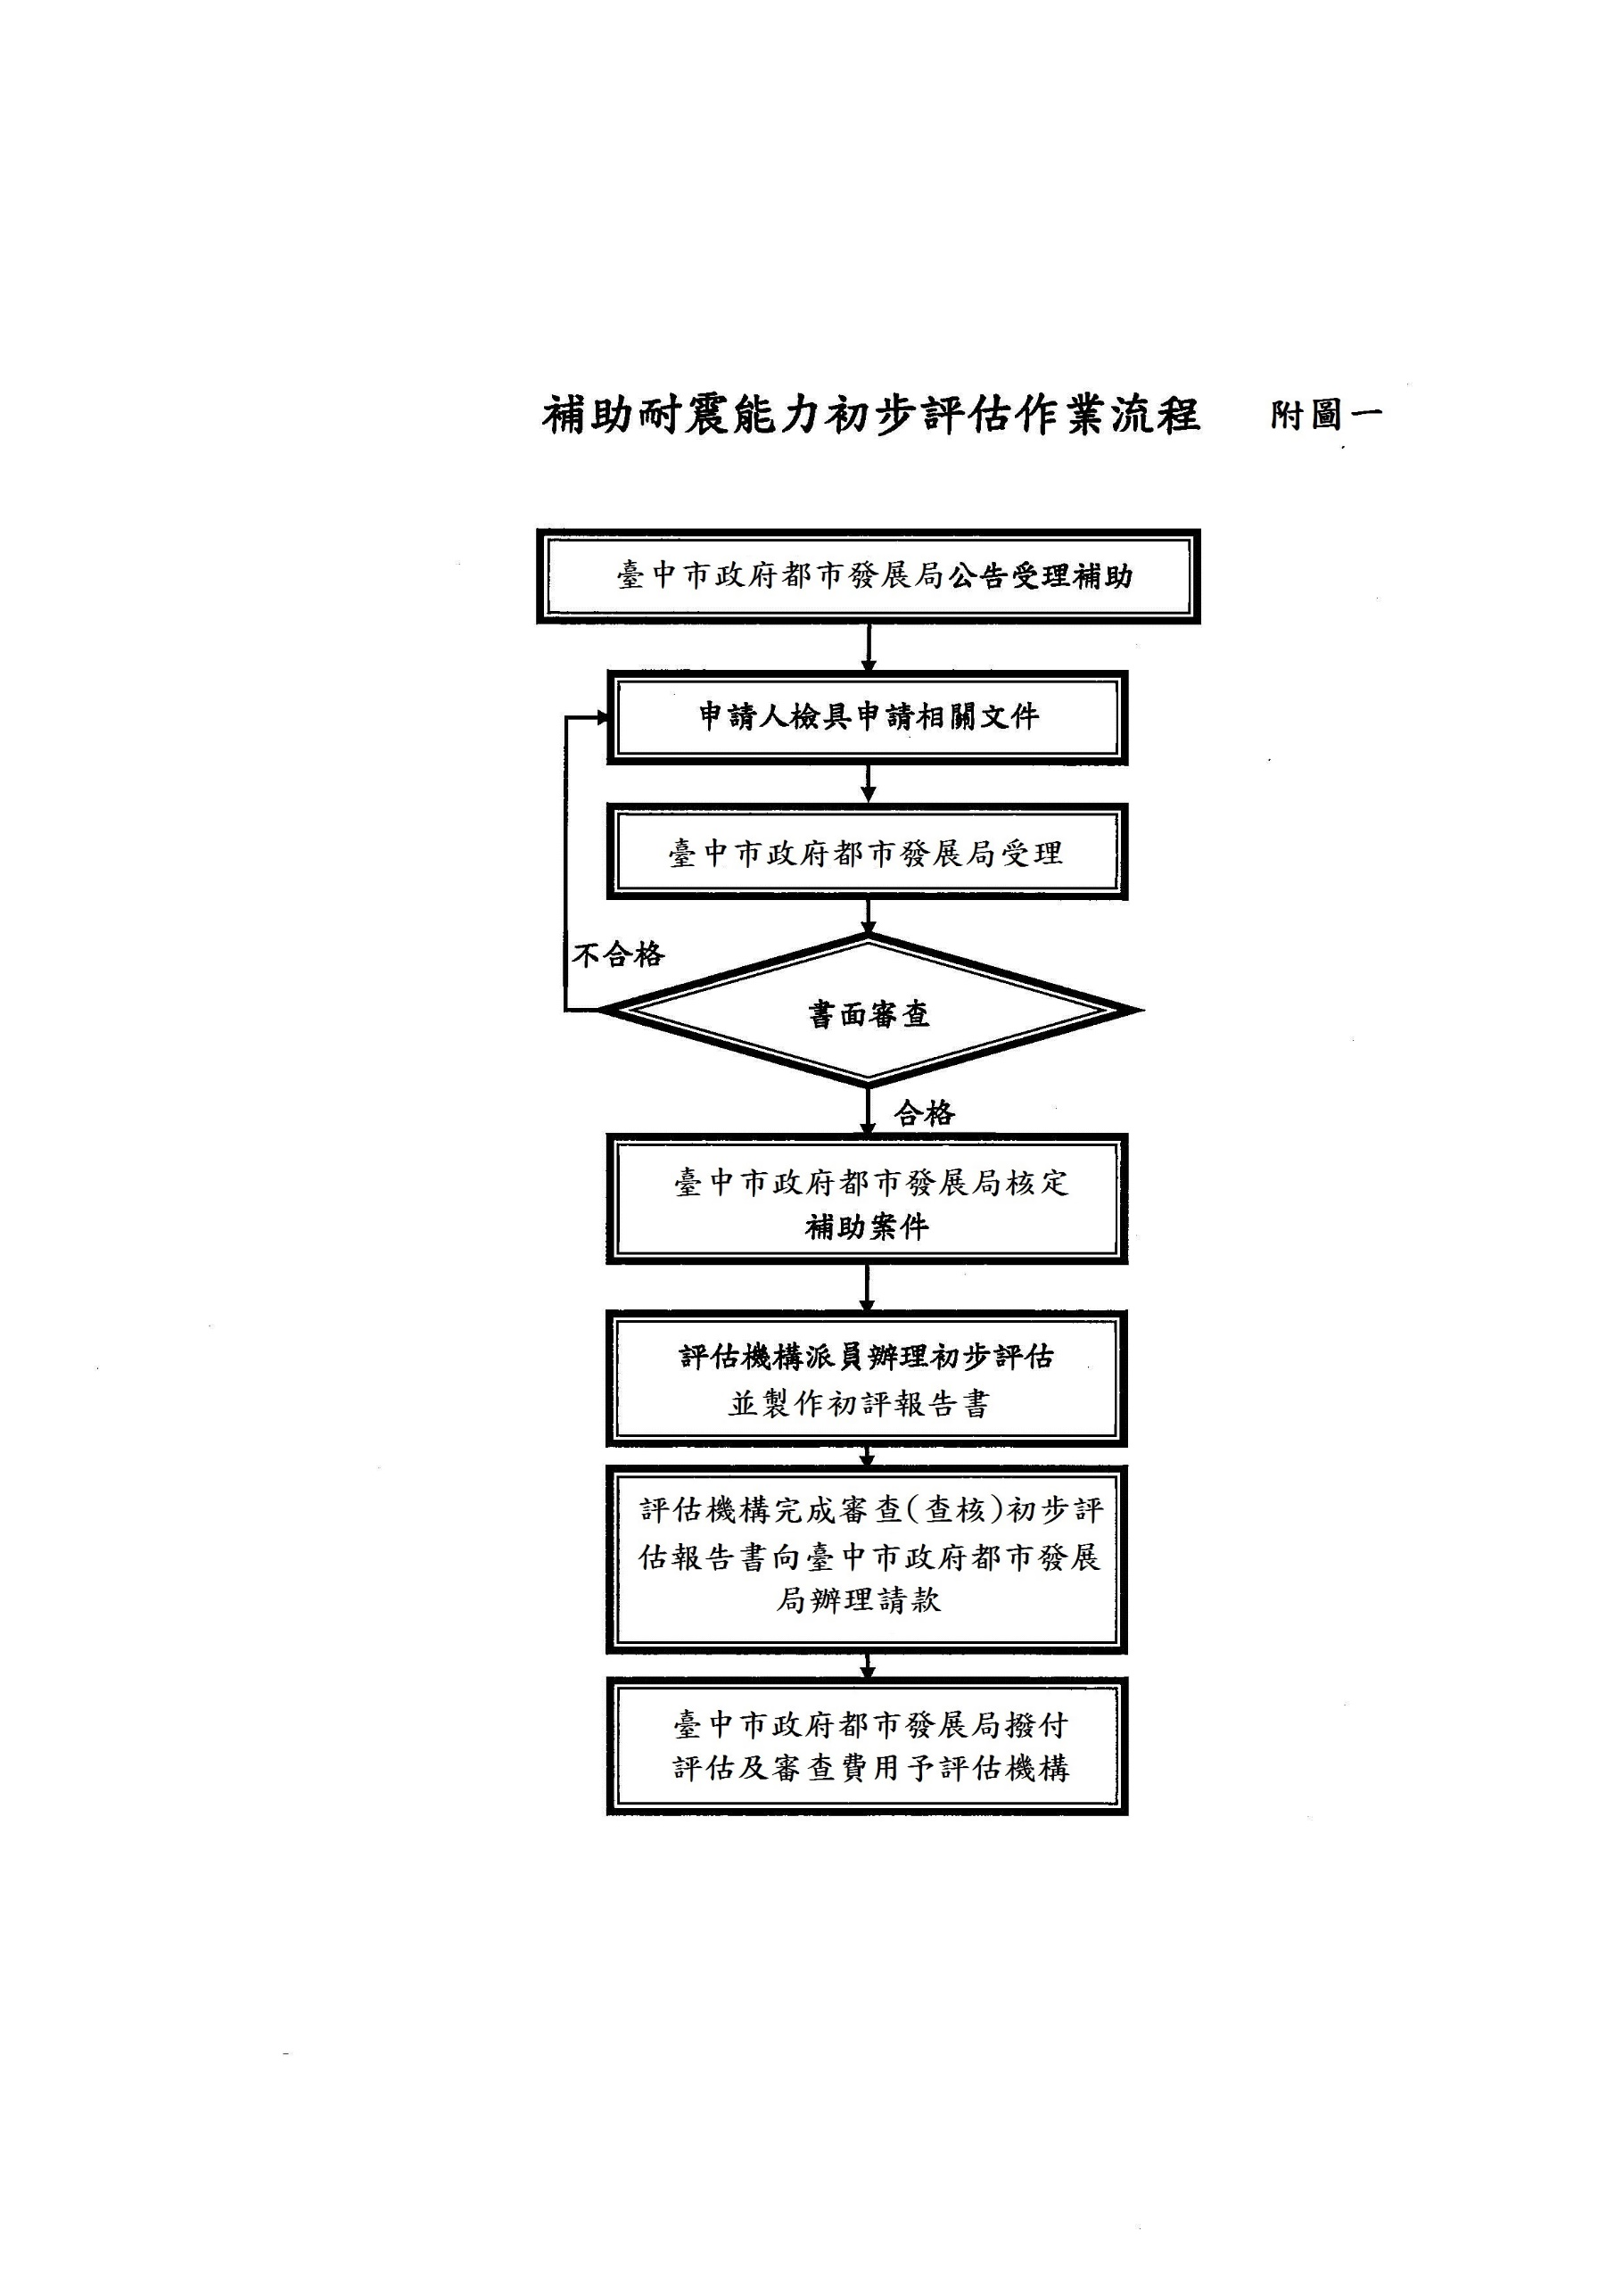 補助耐震能力初步評估作業流程 附圖一
臺中市政府都市發展局公告受理補助
申請人檢具申請相關文件
臺中市政府都市發展局受理
不合格
書面審查
合格
臺中市政府都市發展局核定
補助案件
評估機構派員辦理初步評估
並製作初評報告書
評估機構完成審查(查核)初步評
估報告書向臺中市政府都市發展
局辦理請款
臺中市政府都市發展局撥付
評估及審查費用予評估機構